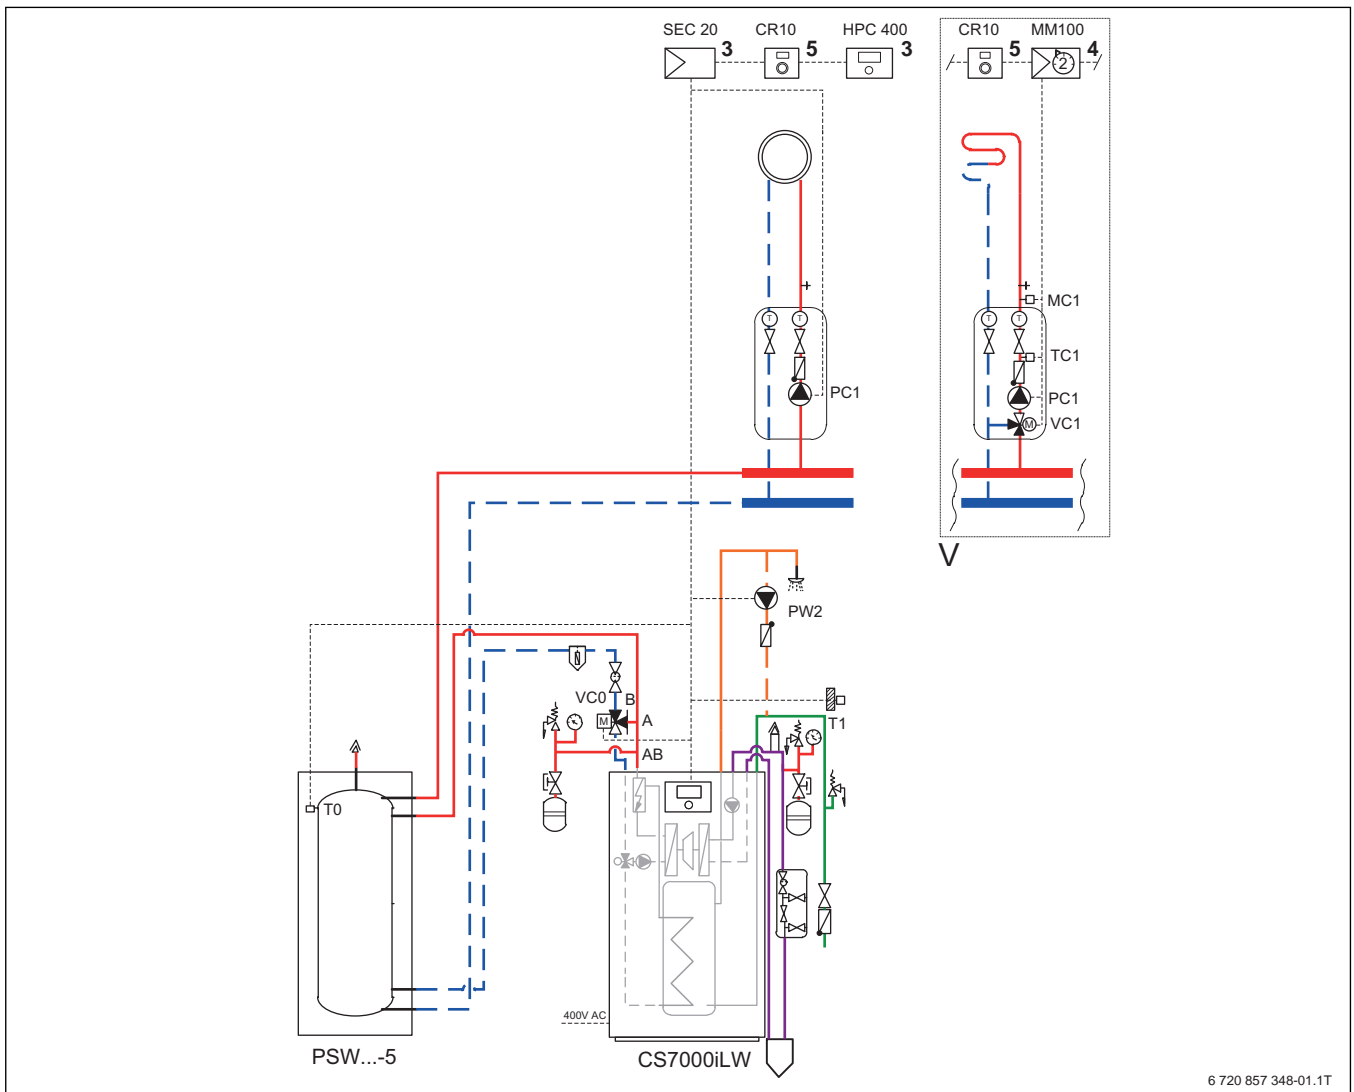 SEC 20 CR10 HPC 400 CR10 MM100
3 5 3 5 4
2
T T T T
MC1
TC1
PC1 PC1
M VC1
V
PW2
VC0 B
M A T1
AB
T0
400V AC
PSW...-5 CS7000iLW
6 720 857 348-01.1T